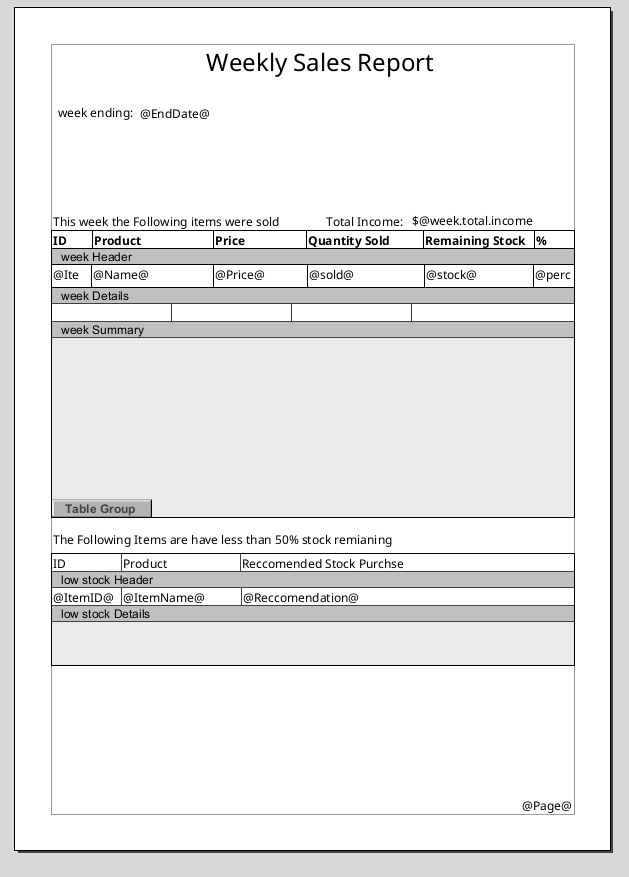 Weekly Sales Report
week ending: @EndDate@
This week the Following items were sold Total Income: $@week.total.income
ID Product Price Quantity Sold Remaining Stock %
week Header
@Ite @Name@ @Price@ @sold@ @stock@ @perc
week Details
week Summary
Table Group
The Following Items are have less than 50% stock remianing
ID Product Reccomended Stock Purchse
low stock Header
@ItemID@ @ItemName@ @Reccomendation@
low stock Details
@Page@